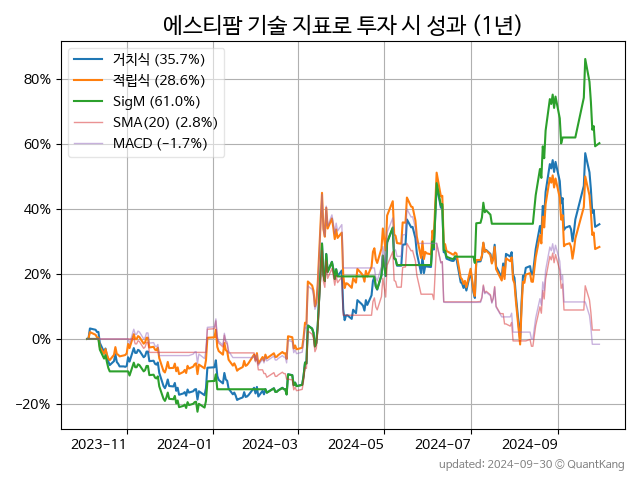 에스티팜 기술 지표로 투자 시 성과 (1년)
거치식 (35.7%)
적립식 (28.6%)
SigM (61.0%)
SMA(20) (2.8%)
MACD (−1.7%)
80%
60%
40%
20%
0%
−20%
2023-11 2024-01 2024-03 2024-05 2024-07 2024-09
updated: 2024-09-30 © QuantKang